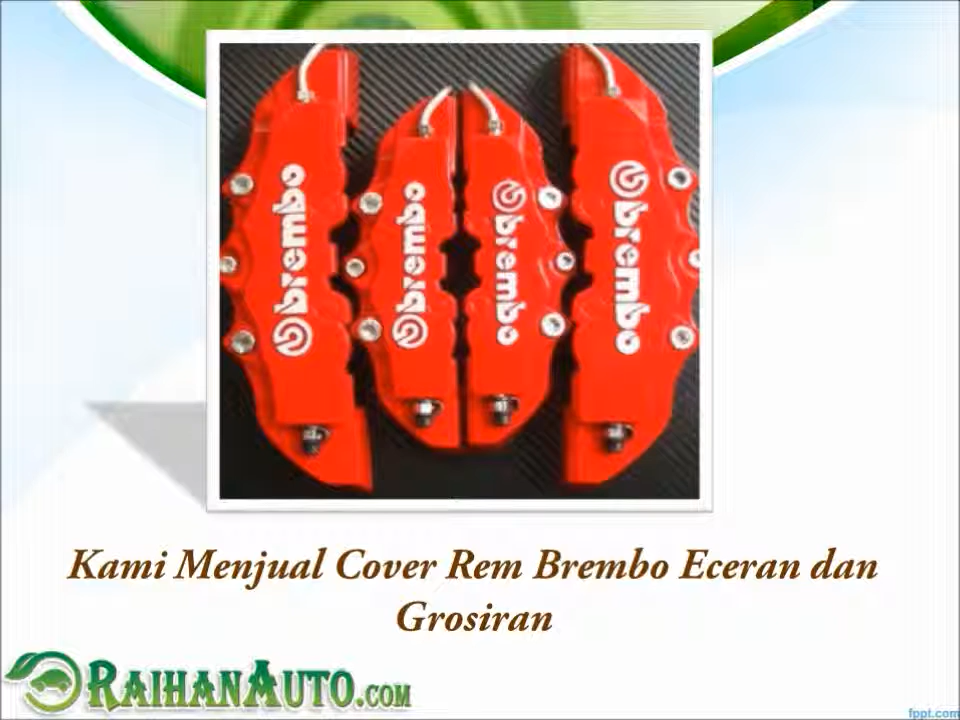 brembo
brembo
brembo
brembo
Kami Menjual Cover Rem Brembo Eceran dan
Grosiran
RAIHANAUTO.COM
fppt.com